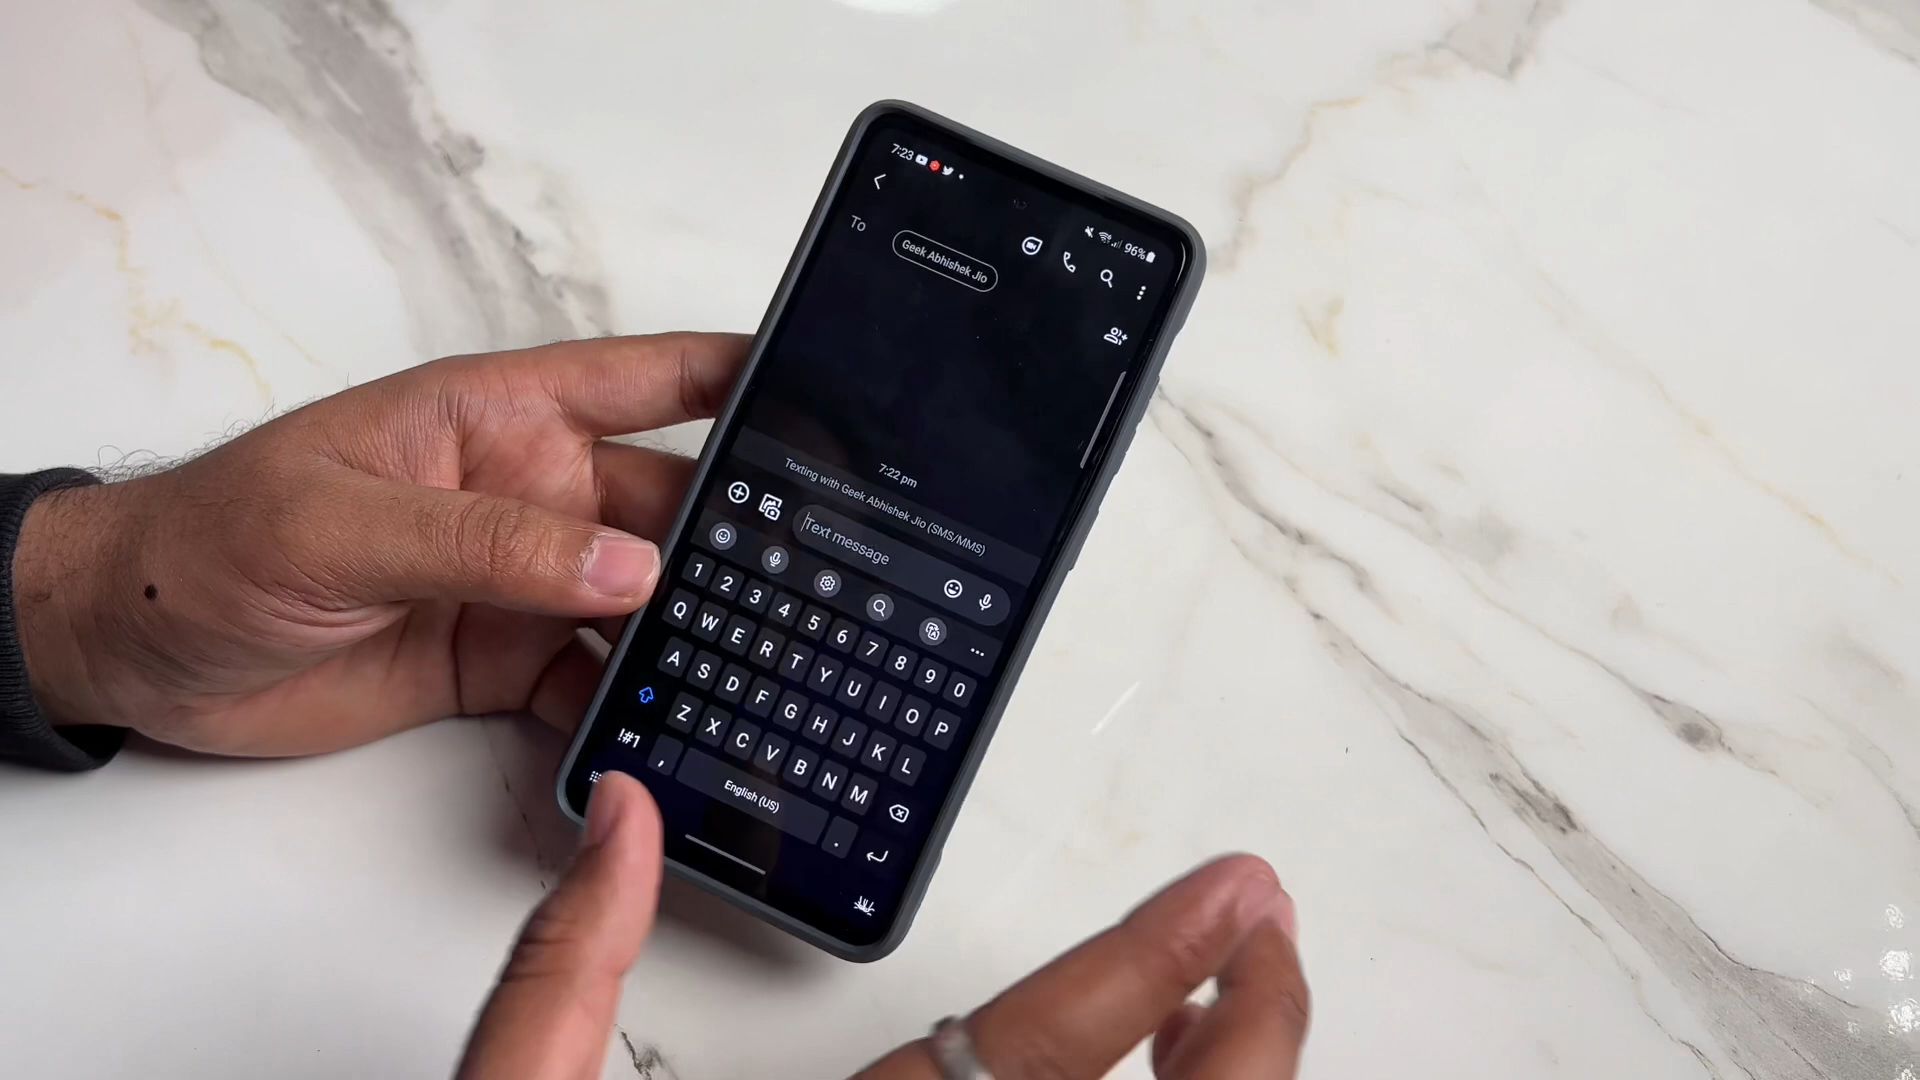 7:23
96%
To
Geek Abhishek Jio
7:22 pm
Texting with Geek Abhishek Jio (SMS/MMS)
Text message
1 2 3 4 5 6 7 8 9 0
Q W E R T Y U I O P
A S D F G H J K L
Z X C V B N M
!#1 , English (US) .